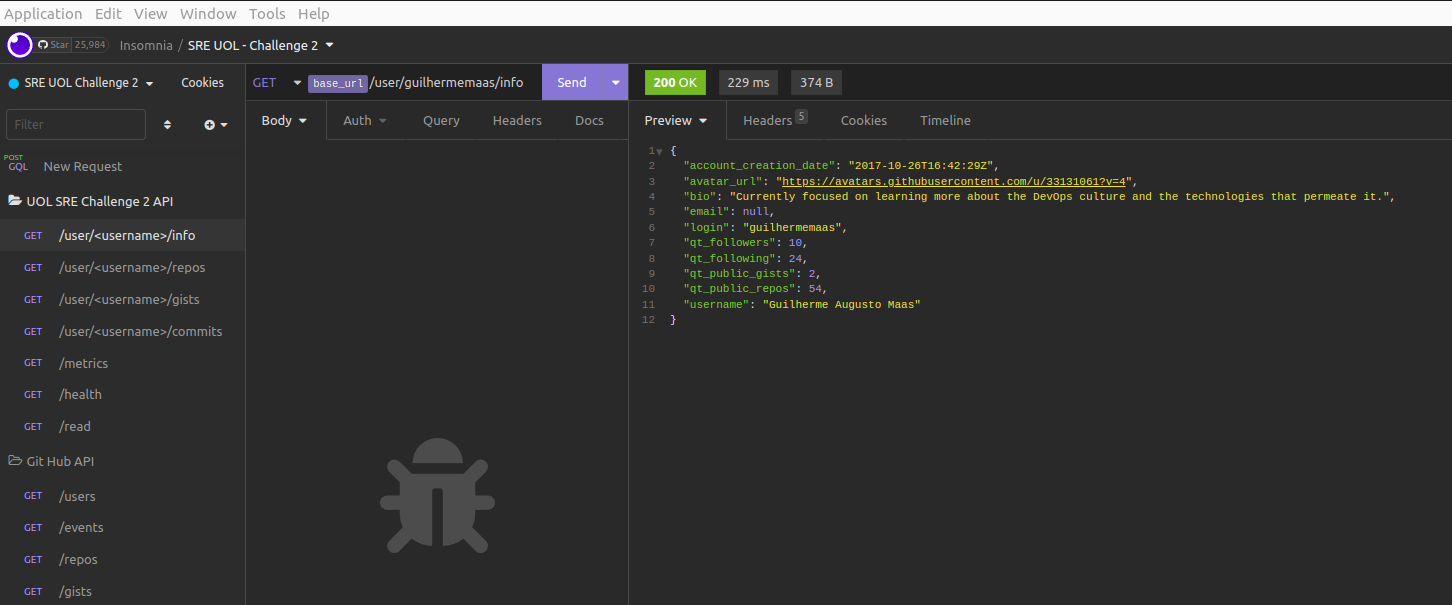 Application Edit View Window Tools Help
Star 25,984 Insomnia / SRE UOL - Challenge 2
SRE UOL Challenge 2 Cookies
Filter
POST
GQL New Request
UOL SRE Challenge 2 API
GET /user/<username>/info
GET /user/<username>/repos
GET /user/<username>/gists
GET /user/<username>/commits
GET /metrics
GET /health
GET /read
Git Hub API
GET /users
GET /events
GET /repos
GET /gists
GET base_url/user/guilhermemaas/info Send
Body Auth Query Headers Docs
200 OK 229 ms 374 B
Preview Headers 5 Cookies Timeline
1 {
2 "account_creation_date": "2017-10-26T16:42:29Z",
3 "avatar_url": "https://avatars.githubusercontent.com/u/33131061?v=4",
4 "bio": "Currently focused on learning more about the DevOps culture and the technologies that permeate it.",
5 "email": null,
6 "login": "guilhermemaas",
7 "qt_followers": 10,
8 "qt_following": 24,
9 "qt_public_gists": 2,
10 "qt_public_repos": 54,
11 "username": "Guilherme Augusto Maas"
12 }